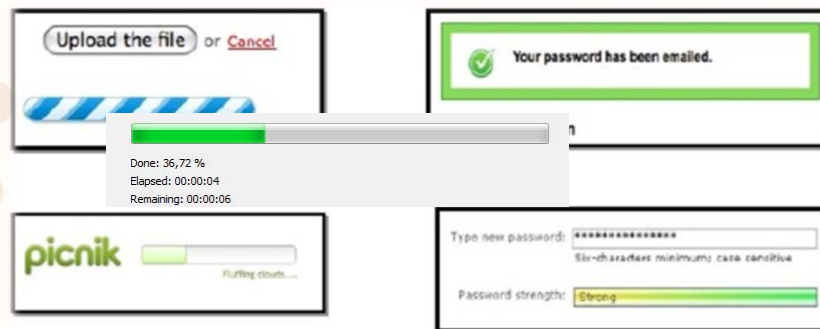 Upload the file or Cancel
Your password has been emailed.
n
Done: 36,72 %
Elapsed: 00:00:04
Remaining: 00:00:06
picnik
Fluffing clouds....
Type new password: ***************
Six-characters minimum; case sensitive
Password strength: Strong